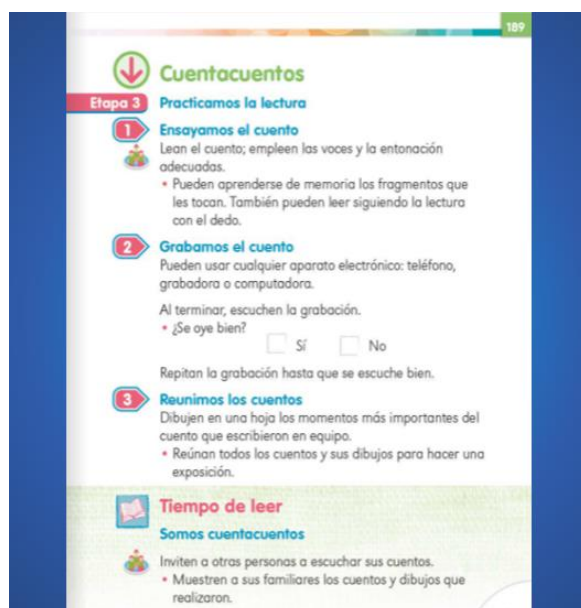 189
Cuentacuentos
Etapa 3 Practicamos la lectura
1 Ensayamos el cuento
Lean el cuento; empleen las voces y la entonación
adecuadas.
• Pueden aprenderse de memoria los fragmentos que
les tocan. También pueden leer siguiendo la lectura
con el dedo.
2 Grabamos el cuento
Pueden usar cualquier aparato electrónico: teléfono,
grabadora o computadora.
Al terminar, escuchen la grabación.
• ¿Se oye bien?
Sí No
Repitan la grabación hasta que se escuche bien.
3 Reunimos los cuentos
Dibujen en una hoja los momentos más importantes del
cuento que escribieron en equipo.
• Reúnan todos los cuentos y sus dibujos para hacer una
exposición.
Tiempo de leer
Somos cuentacuentos
Inviten a otras personas a escuchar sus cuentos.
• Muestren a sus familiares los cuentos y dibujos que
realizaron.